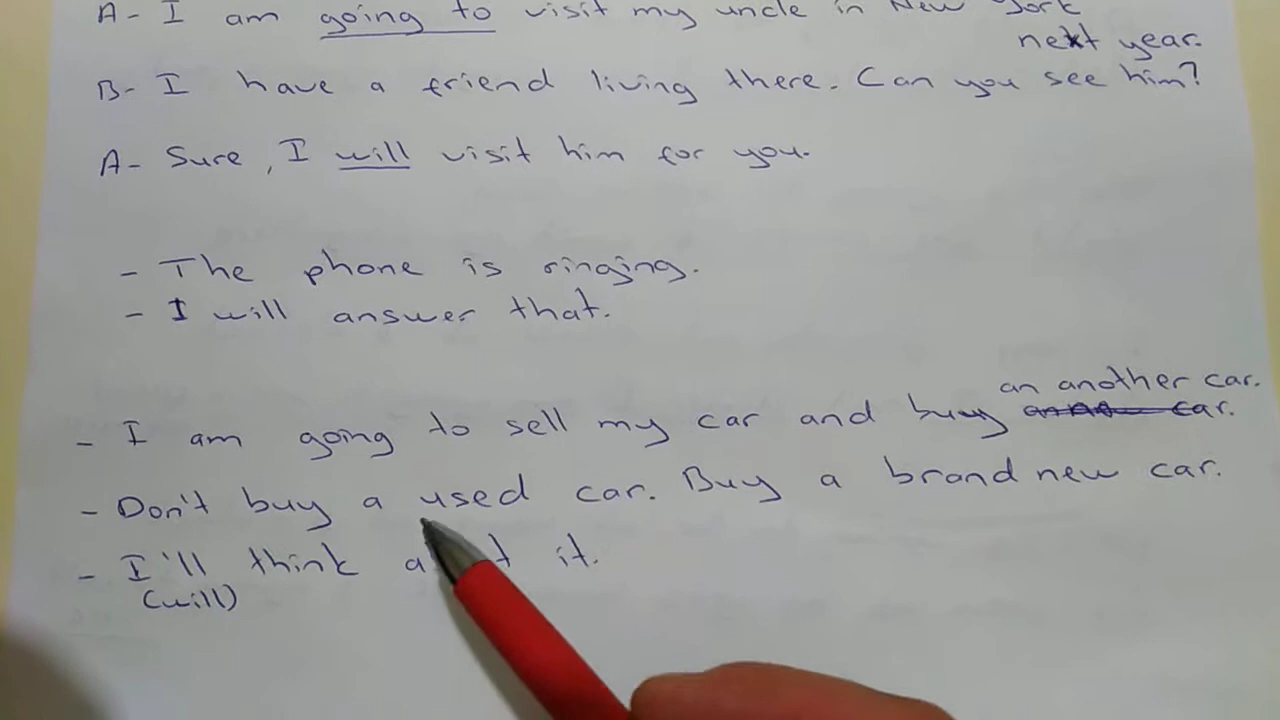 A- I am going to visit my uncle in New York
next year.
B- I have a friend living there. Can you see him?
A- Sure, I will visit him for you.
- The phone is ringing.
- I will answer that.
an another car.
- I am going to sell my car and buy car.
- Don't buy a used car. Buy a brand new car.
- I'll think it.
(will)